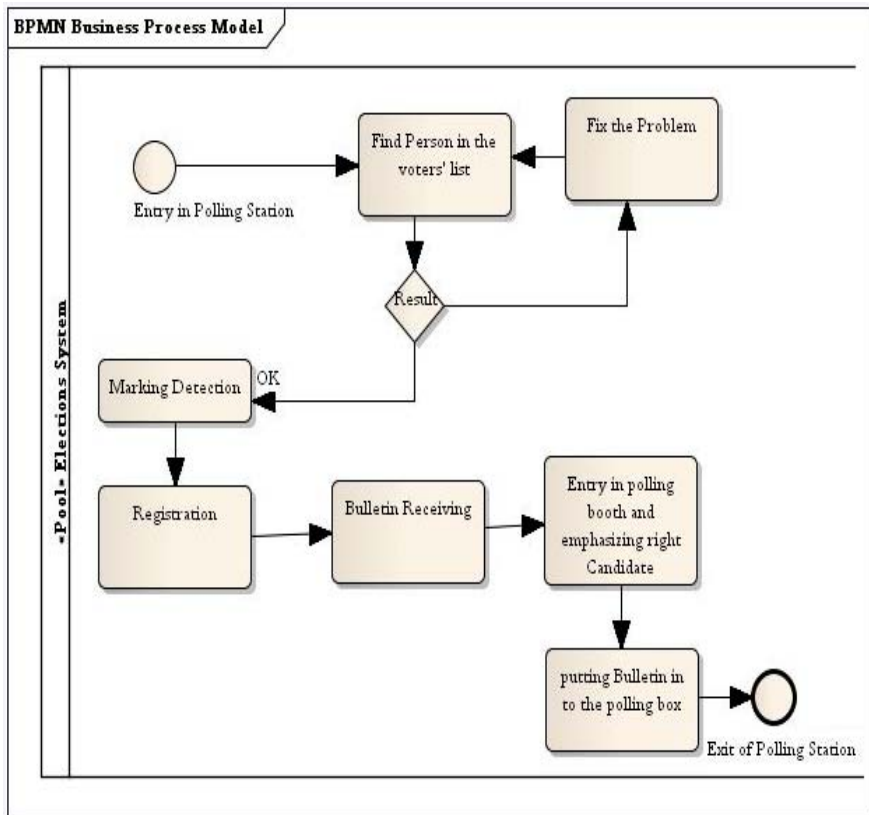 BPMN Business Process Model
«Pool» Elections System
Entry in Polling Station
Find Person in the
voters' list
Fix the Problem
Result
OK
Marking Detection
Registration
Bulletin Receiving
Entry in polling
booth and
emphasizing right
Candidate
putting Bulletin in
to the polling box
Exit of Polling Station